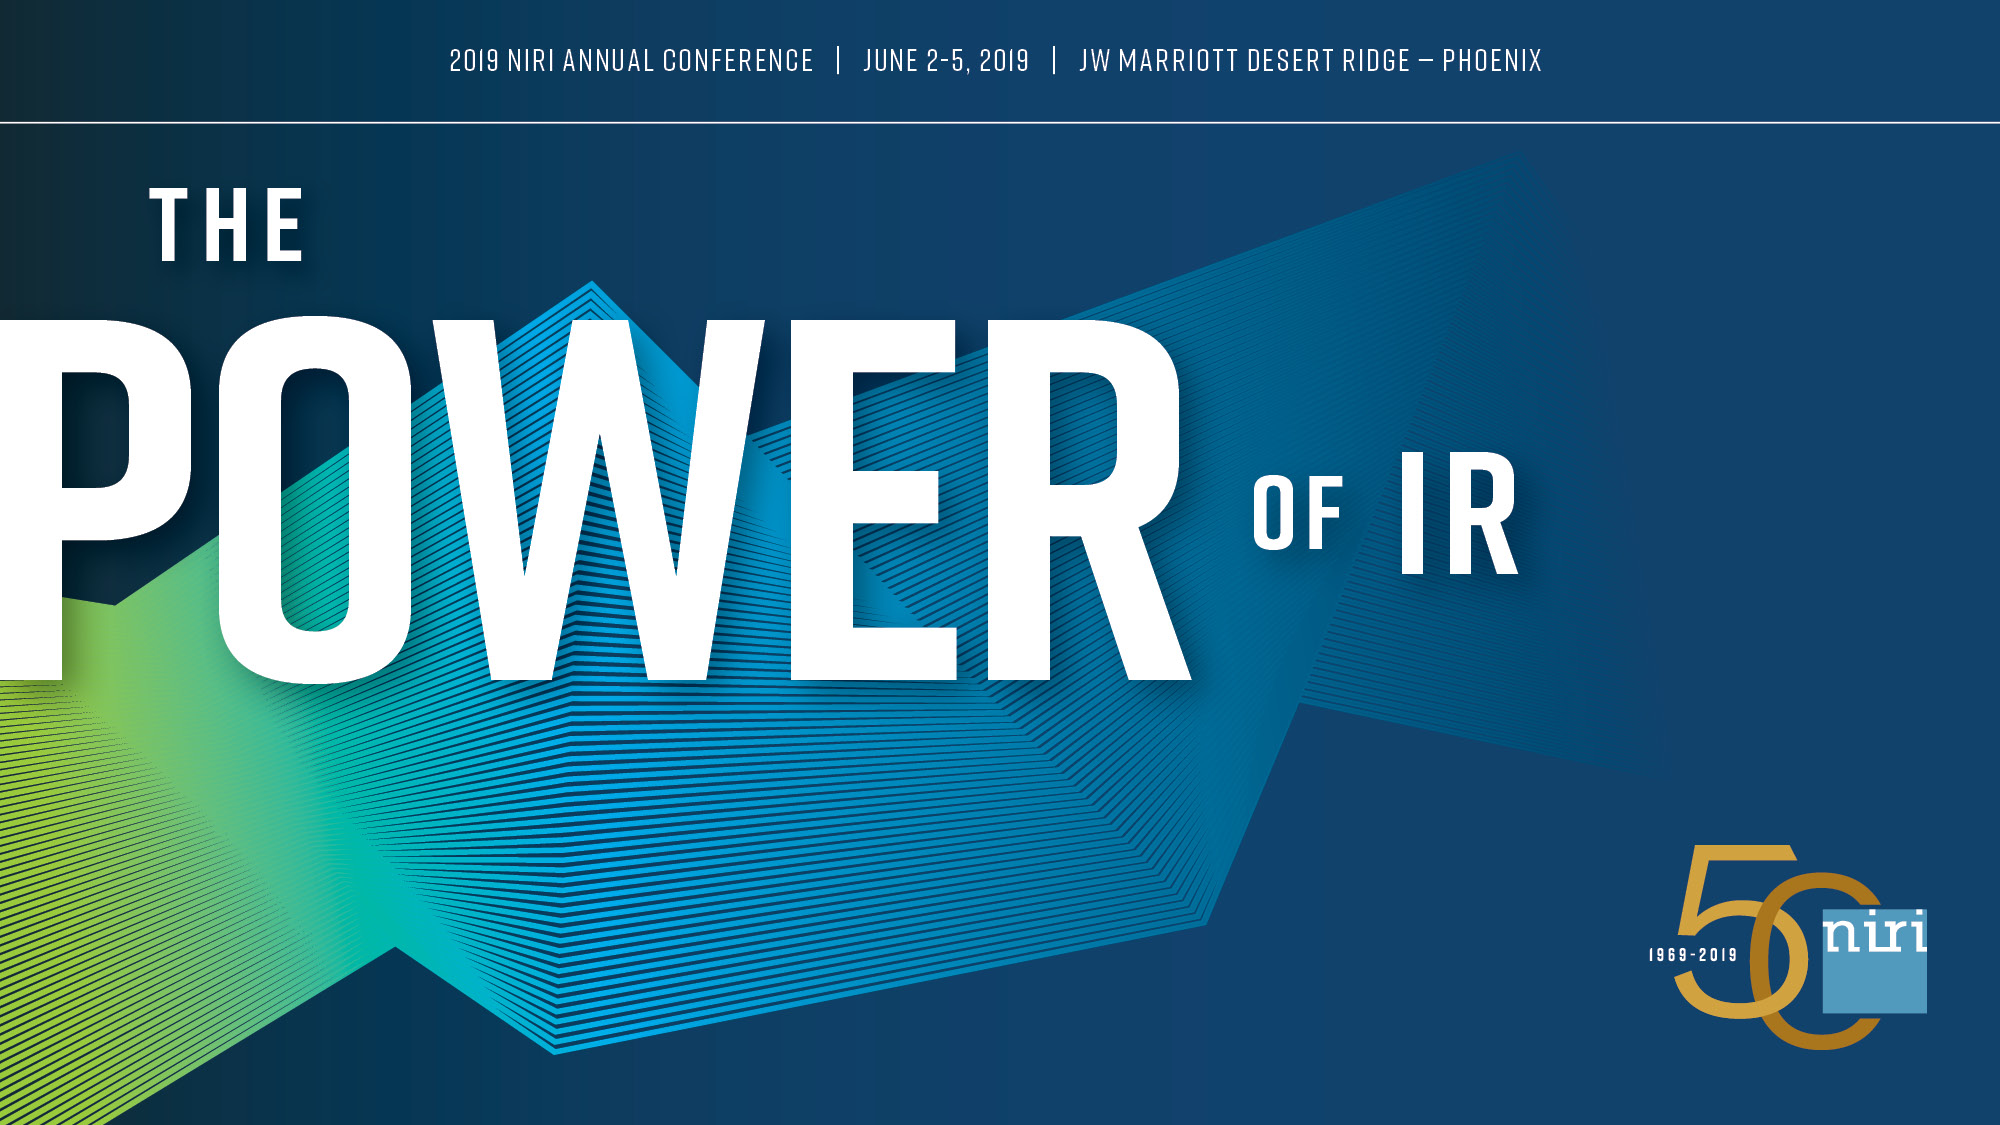 2019 NIRI ANNUAL CONFERENCE | JUNE 2-5, 2019 | JW MARRIOTT DESERT RIDGE – PHOENIX
THE
POWER OF IR
50 niri
1969-2019